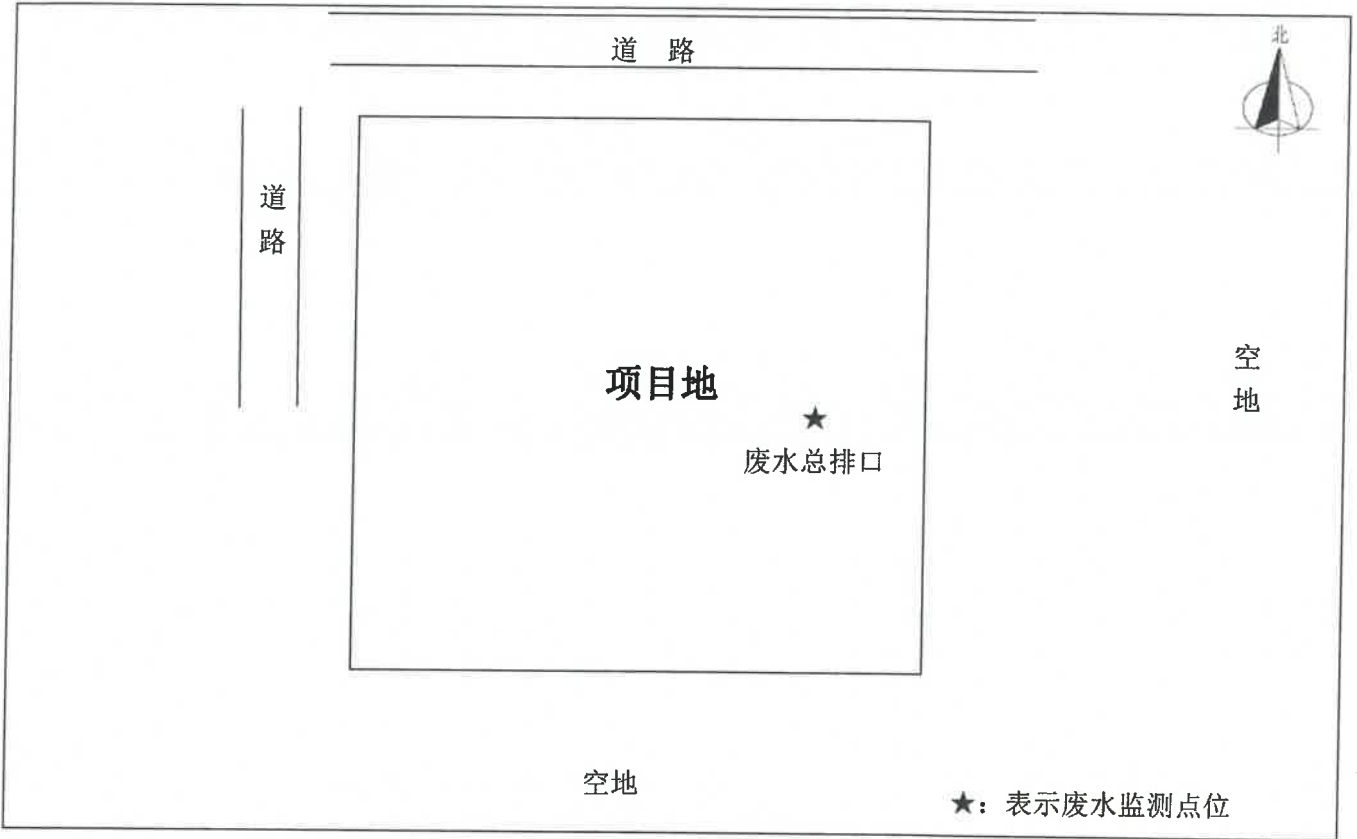 道 路
北
道
路
项目地
空
地
废水总排口
空地
★：表示废水监测点位